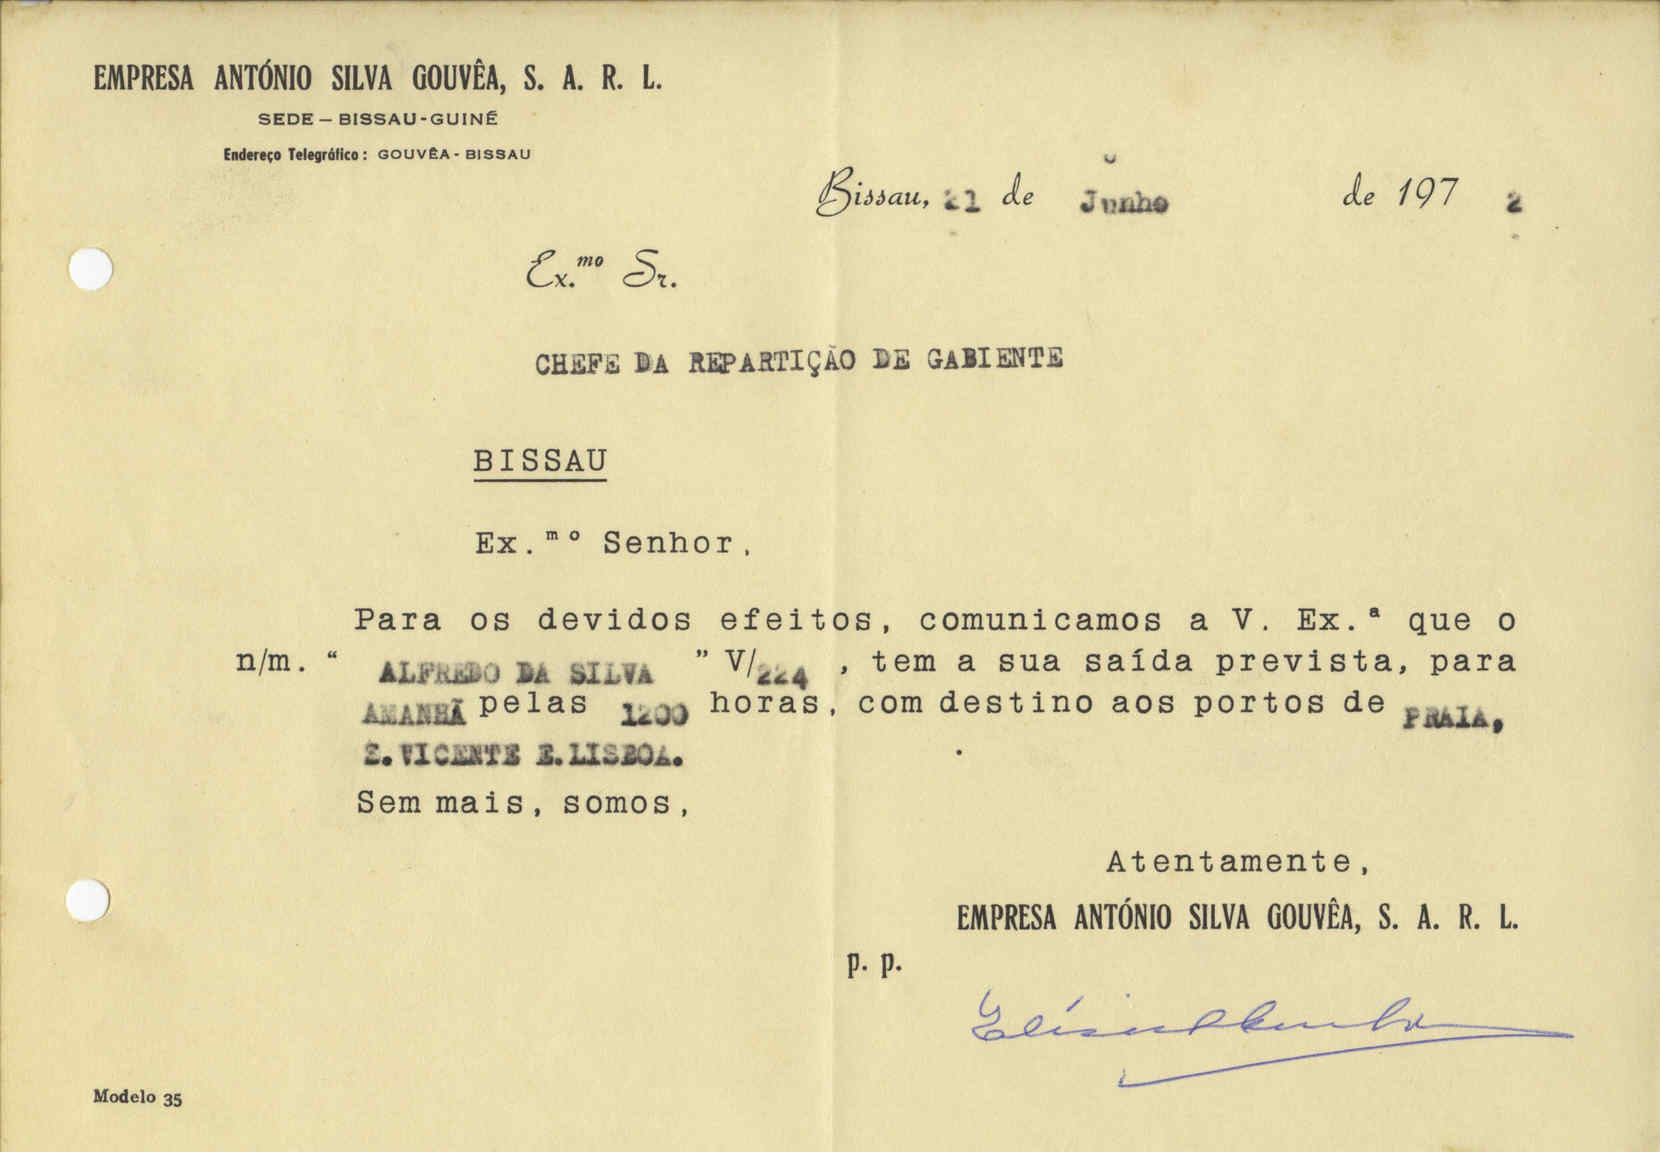 EMPRESA ANTÓNIO SILVA GOUVÊA, S. A. R. L.
SEDE – BISSAU-GUINÉ
Endereço Telegráfico: GOUVÊA - BISSAU
Bissau, 21 de Junho de 197 2
Ex.mo Sr.
CHEFE DA REPARTIÇÃO DE GABIENTE
BISSAU
Ex.mo Senhor,
Para os devidos efeitos, comunicamos a V. Ex.ª que o
n/m. “ ALFREDO DA SILVA ” V/224 , tem a sua saída prevista, para
AMANHÃ pelas 1200 horas, com destino aos portos de PRAIA,
S.VICENTE E.LISBOA.
Sem mais, somos,
Atentamente,
EMPRESA ANTÓNIO SILVA GOUVÊA, S. A. R. L.
p. p.
Modelo 35